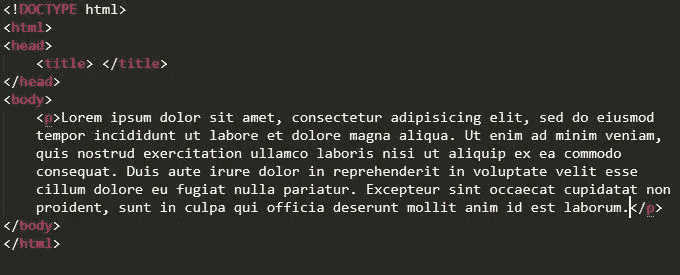 <!DOCTYPE html>
<html>
<head>
    <title> </title>
</head>
<body>
    <p>Lorem ipsum dolor sit amet, consectetur adipisicing elit, sed do eiusmod
    tempor incididunt ut labore et dolore magna aliqua. Ut enim ad minim veniam,
    quis nostrud exercitation ullamco laboris nisi ut aliquip ex ea commodo
    consequat. Duis aute irure dolor in reprehenderit in voluptate velit esse
    cillum dolore eu fugiat nulla pariatur. Excepteur sint occaecat cupidatat non
    proident, sunt in culpa qui officia deserunt mollit anim id est laborum.</p>
</body>
</html>